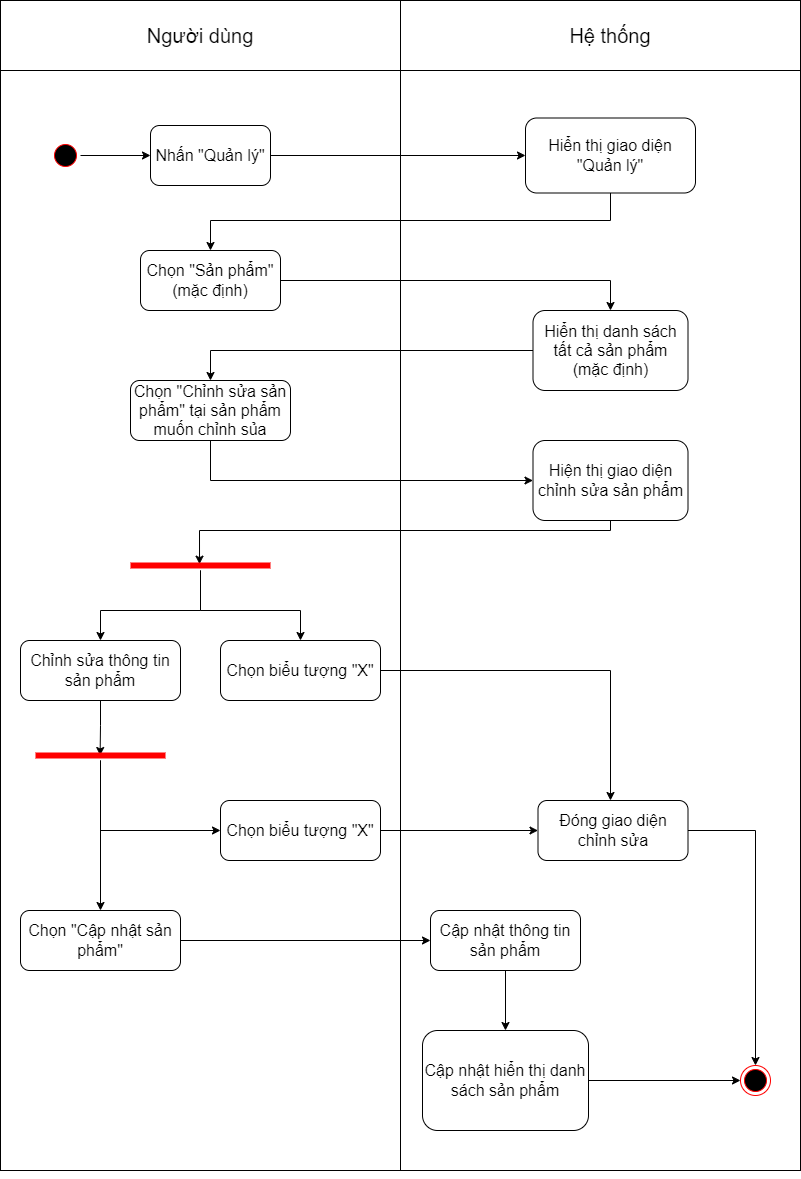 Người dùng
Hệ thống
Nhấn "Quản lý"
Hiển thị giao diện
"Quản lý"
Chọn "Sản phẩm"
(mặc định)
Hiển thị danh sách
tất cả sản phẩm
(mặc định)
Chọn "Chỉnh sửa sản
phẩm" tại sản phẩm
muốn chỉnh sủa
Hiện thị giao diện
chỉnh sửa sản phẩm
Chỉnh sửa thông tin
sản phẩm
Chọn biểu tượng "X"
Chọn biểu tượng "X"
Đóng giao diện
chỉnh sửa
Chọn "Cập nhật sản
phẩm"
Cập nhật thông tin
sản phẩm
Cập nhật hiển thị danh
sách sản phẩm